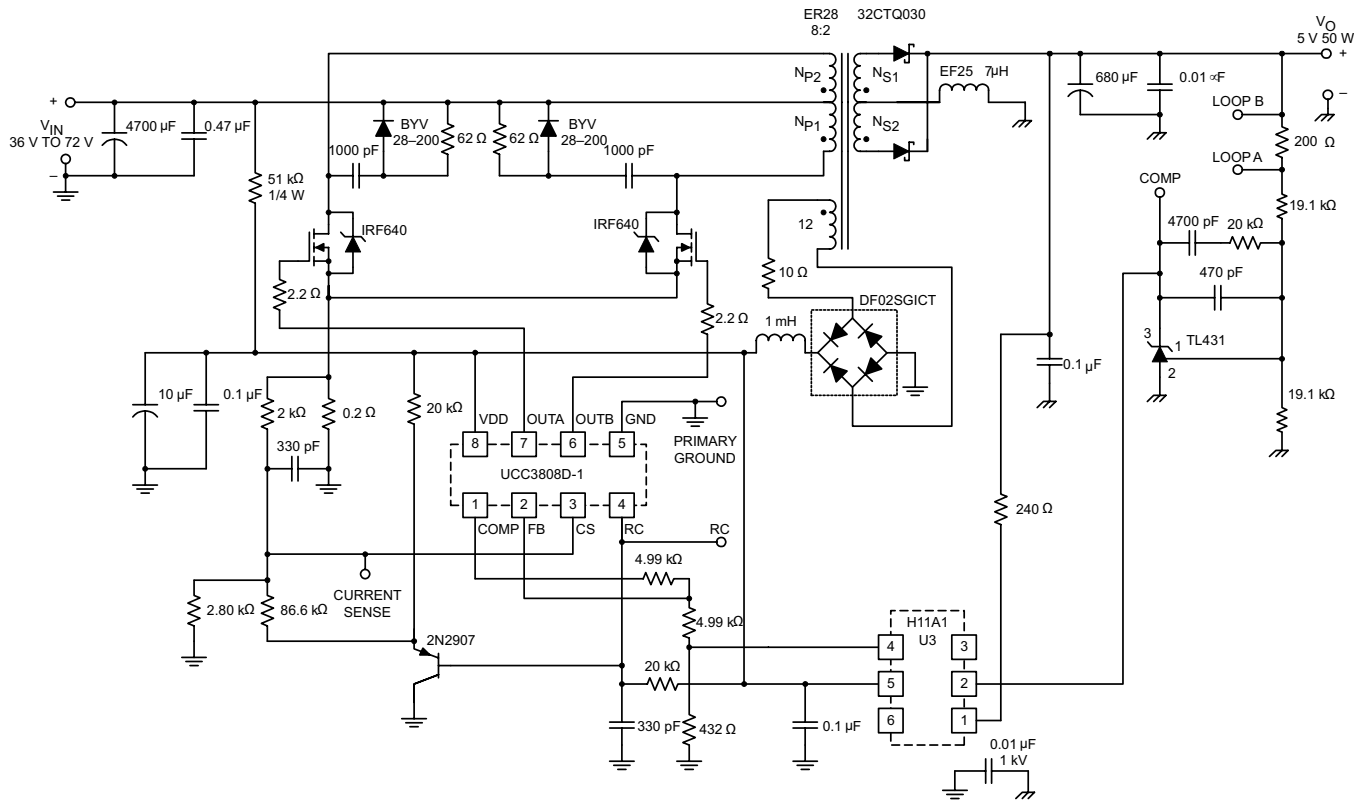 ER28 32CTQ030
8:2
VO
5 V 50 W
+
NP2
NS1
EF25 7µH
680 µF
0.01 ∝F
–
+
VIN
36 V TO 72 V
–
4700 µF
0.47 µF
BYV
28–200
62 Ω
62 Ω
BYV
28–200
NP1
NS2
LOOP B
200 Ω
LOOP A
1000 pF
1000 pF
51 kΩ
1/4 W
COMP
19.1 kΩ
IRF640
IRF640
12
4700 pF
20 kΩ
10 Ω
470 pF
2.2 Ω
2.2 Ω
DF02SGICT
1 mH
3
1
TL431
2
0.1 µF
10 µF
0.1 µF
2 kΩ
0.2 Ω
20 kΩ
19.1 kΩ
VDD
OUTA
OUTB
GND
PRIMARY
GROUND
330 pF
8
7
6
5
UCC3808D-1
1
2
3
4
COMP
FB
CS
RC
RC
240 Ω
4.99 kΩ
CURRENT
SENSE
2.80 kΩ
86.6 kΩ
4.99 kΩ
H11A1
U3
2N2907
4
3
20 kΩ
5
2
6
1
330 pF
432 Ω
0.1 µF
0.01 µF
1 kV